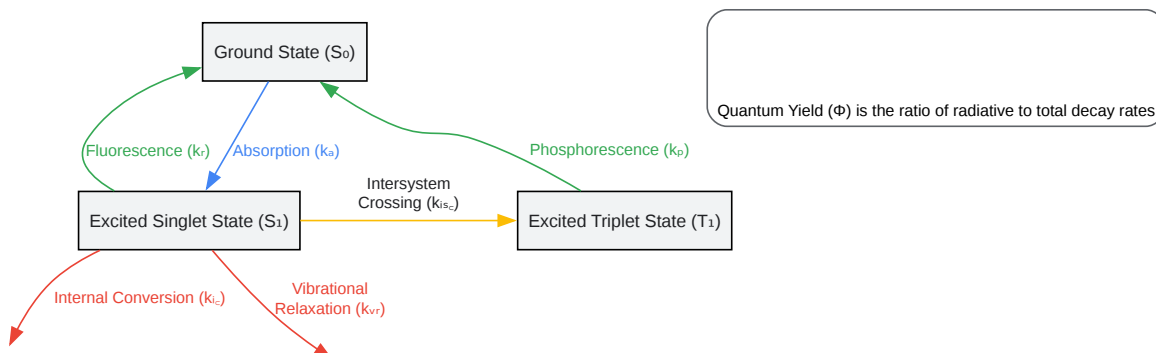 Ground State (S₀)
Quantum Yield (Φ) is the ratio of radiative to total decay rates
Fluorescence (kᵣ)
Absorption (kₐ)
Phosphorescence (kₚ)
Intersystem
Crossing (kᵢₛ꜀)
Excited Singlet State (S₁)
Excited Triplet State (T₁)
Internal Conversion (kᵢ꜀)
Vibrational
Relaxation (kᵥᵣ)